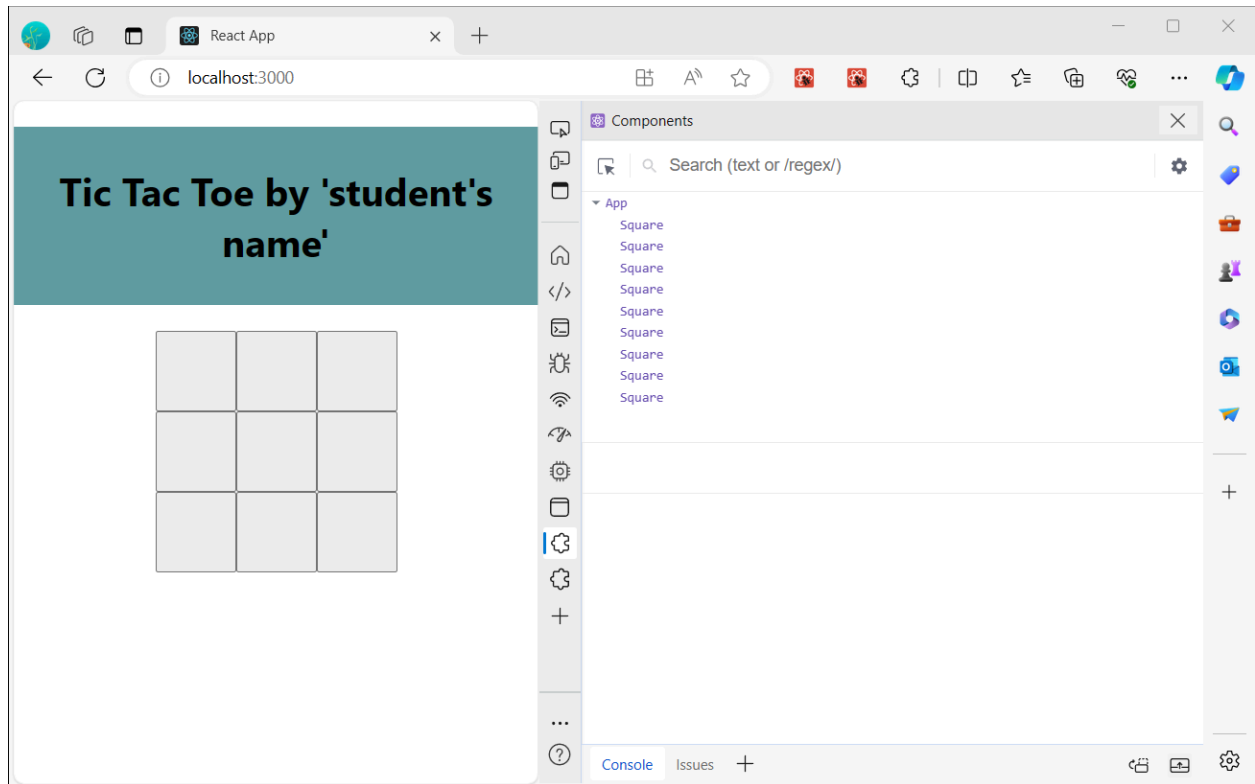 React App
localhost:3000
Components
Search (text or /regex/)
Tic Tac Toe by 'student's
name'
App
Square
Square
Square
Square
Square
Square
Square
Square
Square
Console Issues